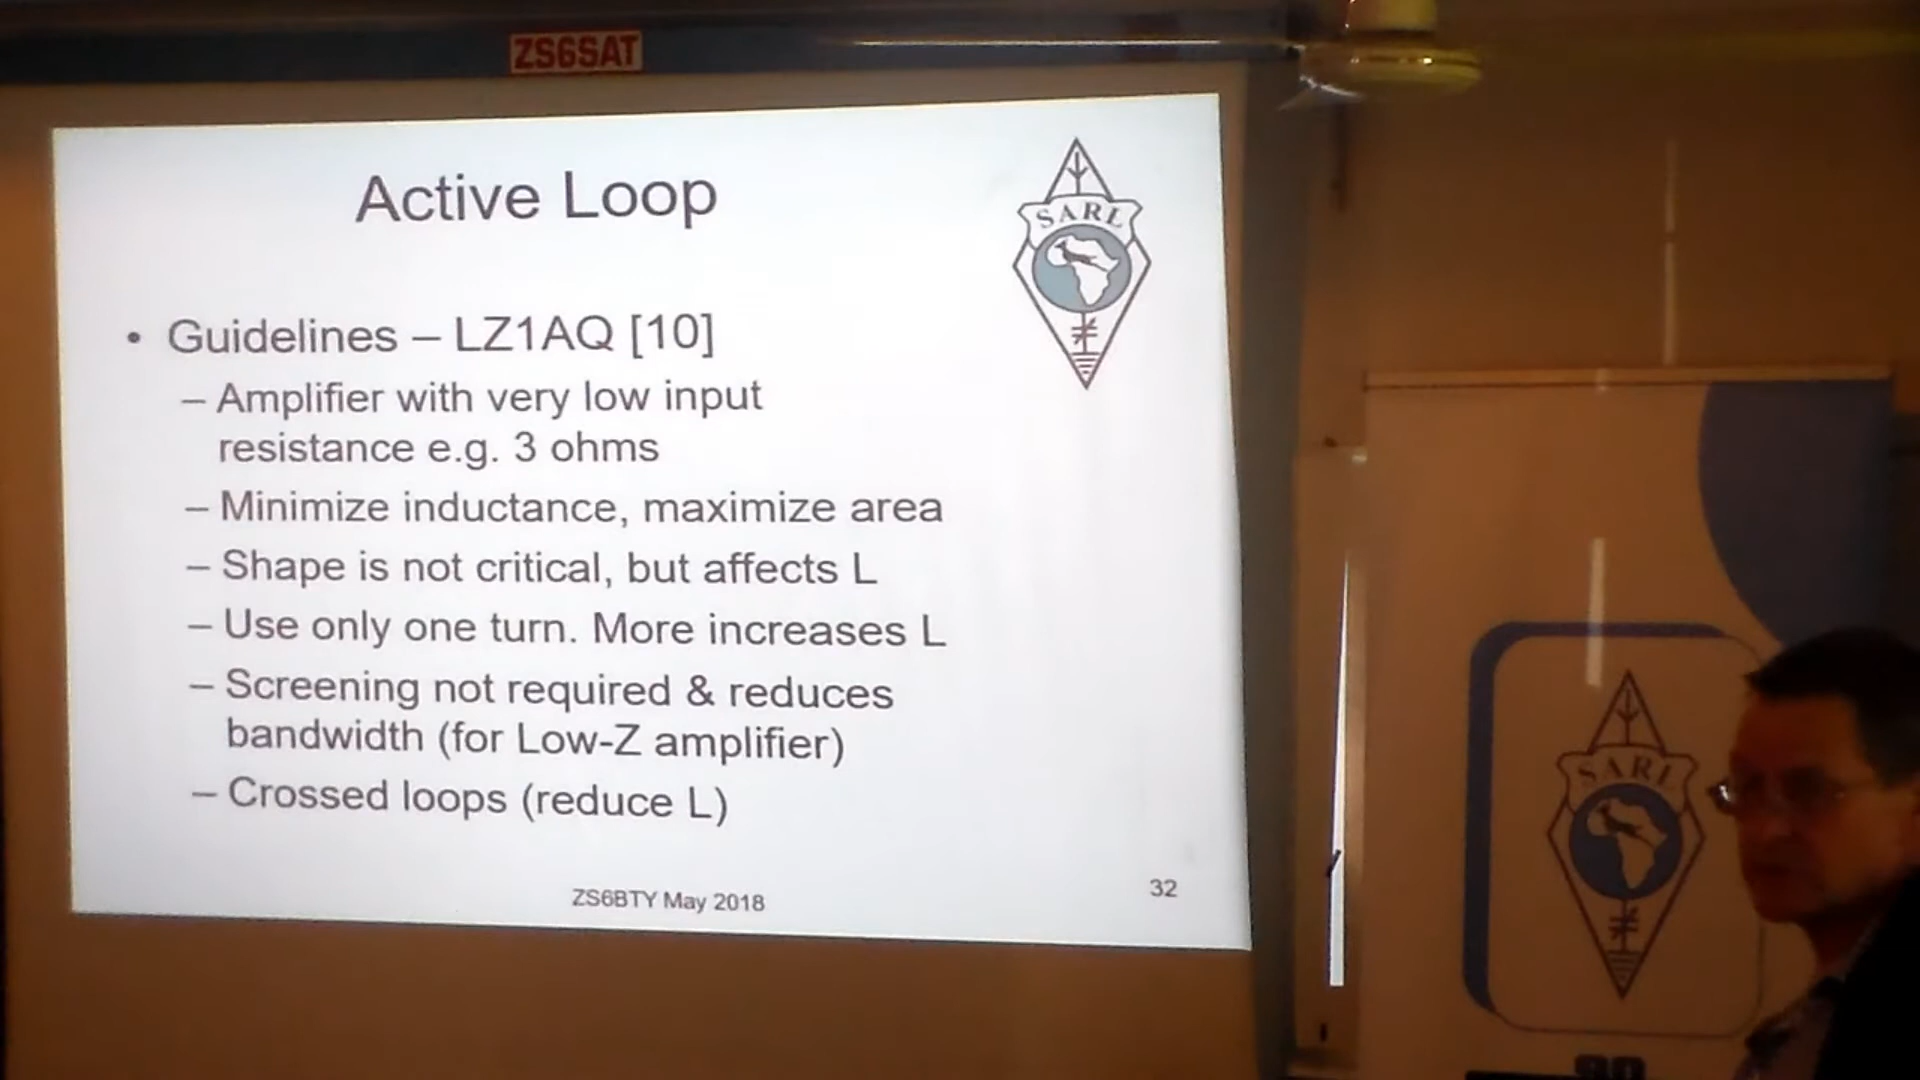 ZS6SAT
Active Loop
SARL
• Guidelines – LZ1AQ [10]
– Amplifier with very low input
resistance e.g. 3 ohms
– Minimize inductance, maximize area
– Shape is not critical, but affects L
– Use only one turn. More increases L
– Screening not required & reduces
bandwidth (for Low-Z amplifier)
– Crossed loops (reduce L)
ZS6BTY May 2018
32
SARL